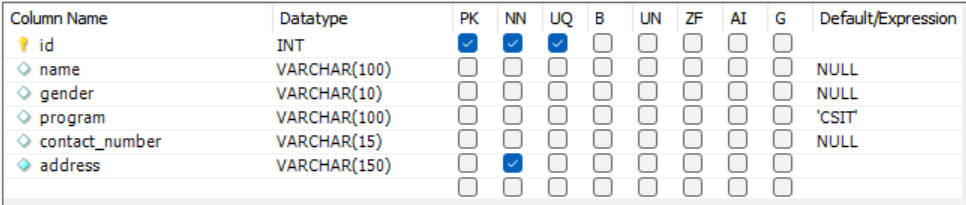 Column Name Datatype PK NN UQ B UN ZF AI G Default/Expression
id INT
name VARCHAR(100) NULL
gender VARCHAR(10) NULL
program VARCHAR(100) 'CSIT'
contact_number VARCHAR(15) NULL
address VARCHAR(150)